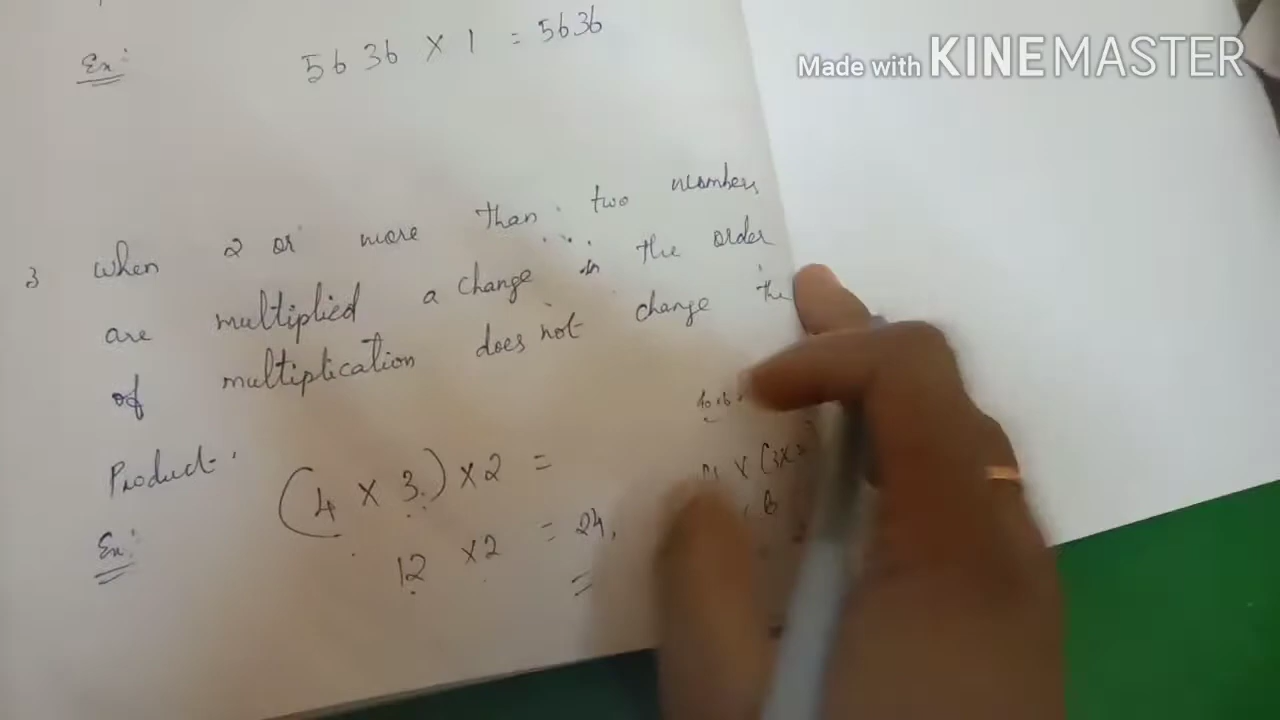 Made with KINEMASTER
Ex: 5636 × 1 = 5636
3 When 2 or more than two numbers
are multiplied a change in the order
of multiplication does not change the
Product.
Ex: (4 × 3) × 2 =
12 × 2 = 24,
× (3×